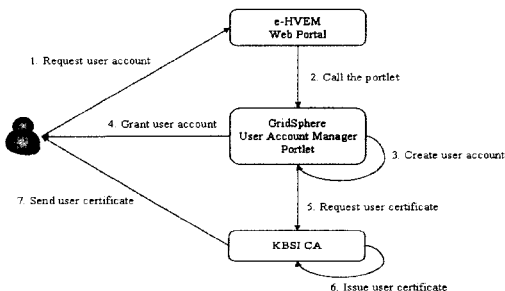 e-HVEM
Web Portal
1. Request user account
2. Call the portlet
4. Grant user account
GridSphere
User Account Manager
Portlet
3. Create user account
7. Send user certificate
5. Request user certificate
KBSI CA
6. Issue user certificate